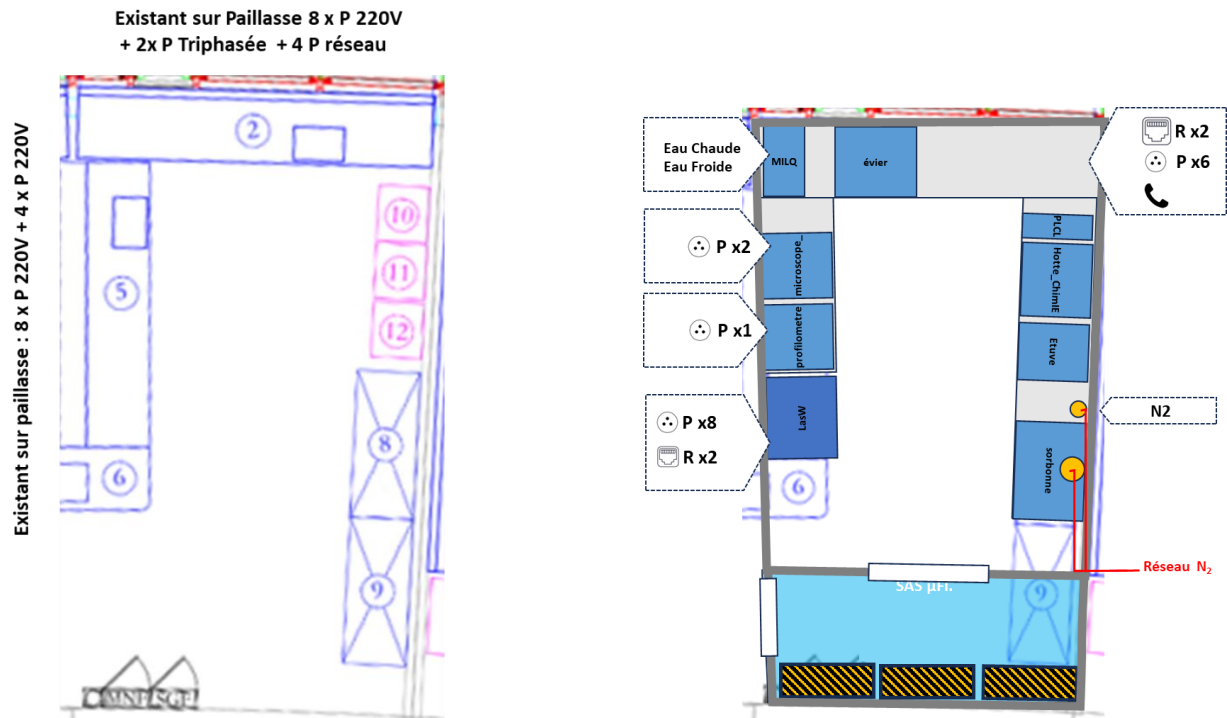 Existant sur Paillasse 8 x P 220V
+ 2x P Triphasée + 4 P réseau
Existant sur paillasse : 8 x P 220V + 4 x P 220V
2
5
6
10
11
12
8
9
Eau Chaude
Eau Froide
MILQ
évier
R x2
P x6
P x2
microscope_
P x1
profilometre
P x8
R x2
LasW
6
PLCL
Hotte_ChimIE
Etuve
N2
sorbonne
Réseau N₂
SAS µFl.
9